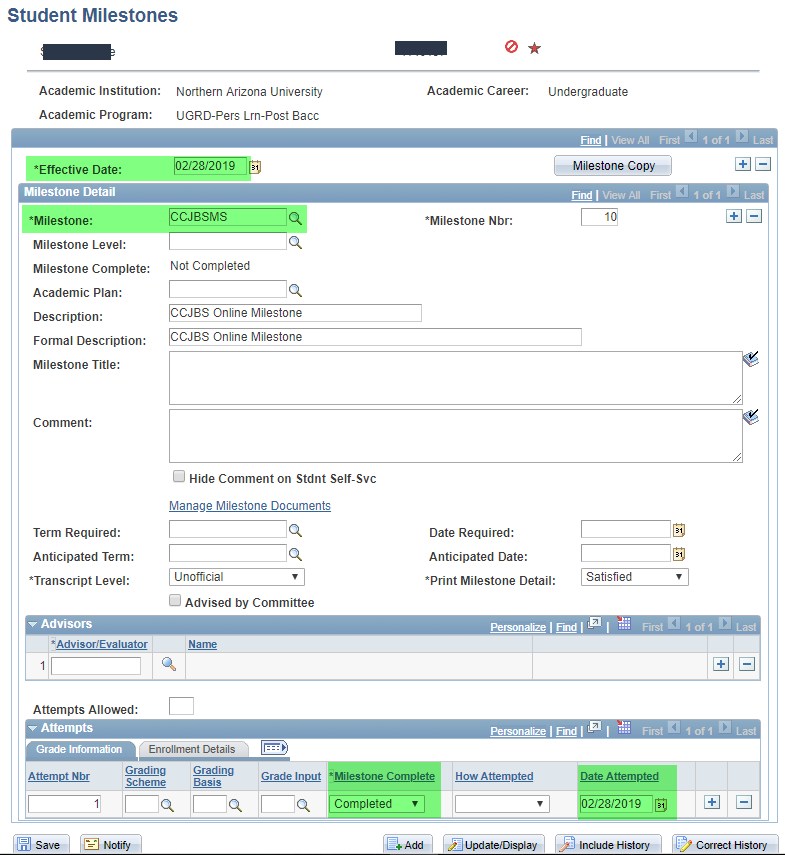 Student Milestones
Academic Institution: Northern Arizona University Academic Career: Undergraduate
Academic Program: UGRD-Pers Lrn-Post Bacc
Find | View All First 1 of 1 Last
*Effective Date: 02/28/2019 31 Milestone Copy
Milestone Detail Find | View All First 1 of 1 Last
*Milestone: CCJBSMS *Milestone Nbr: 10
Milestone Level:
Milestone Complete: Not Completed
Academic Plan:
Description: CCJBS Online Milestone
Formal Description: CCJBS Online Milestone
Milestone Title:
Comment:
Hide Comment on Stdnt Self-Svc
Manage Milestone Documents
Term Required: Date Required: 31
Anticipated Term: Anticipated Date: 31
*Transcript Level: Unofficial *Print Milestone Detail: Satisfied
Advised by Committee
Advisors Personalize | Find | | First 1 of 1 Last
*Advisor/Evaluator Name
1
Attempts Allowed:
Attempts Personalize | Find | | First 1 of 1 Last
Grade Information Enrollment Details
Attempt Nbr Grading Scheme Grading Basis Grade Input *Milestone Complete How Attempted Date Attempted
1 Completed 02/28/2019 31
Save Notify Add Update/Display Include History Correct History